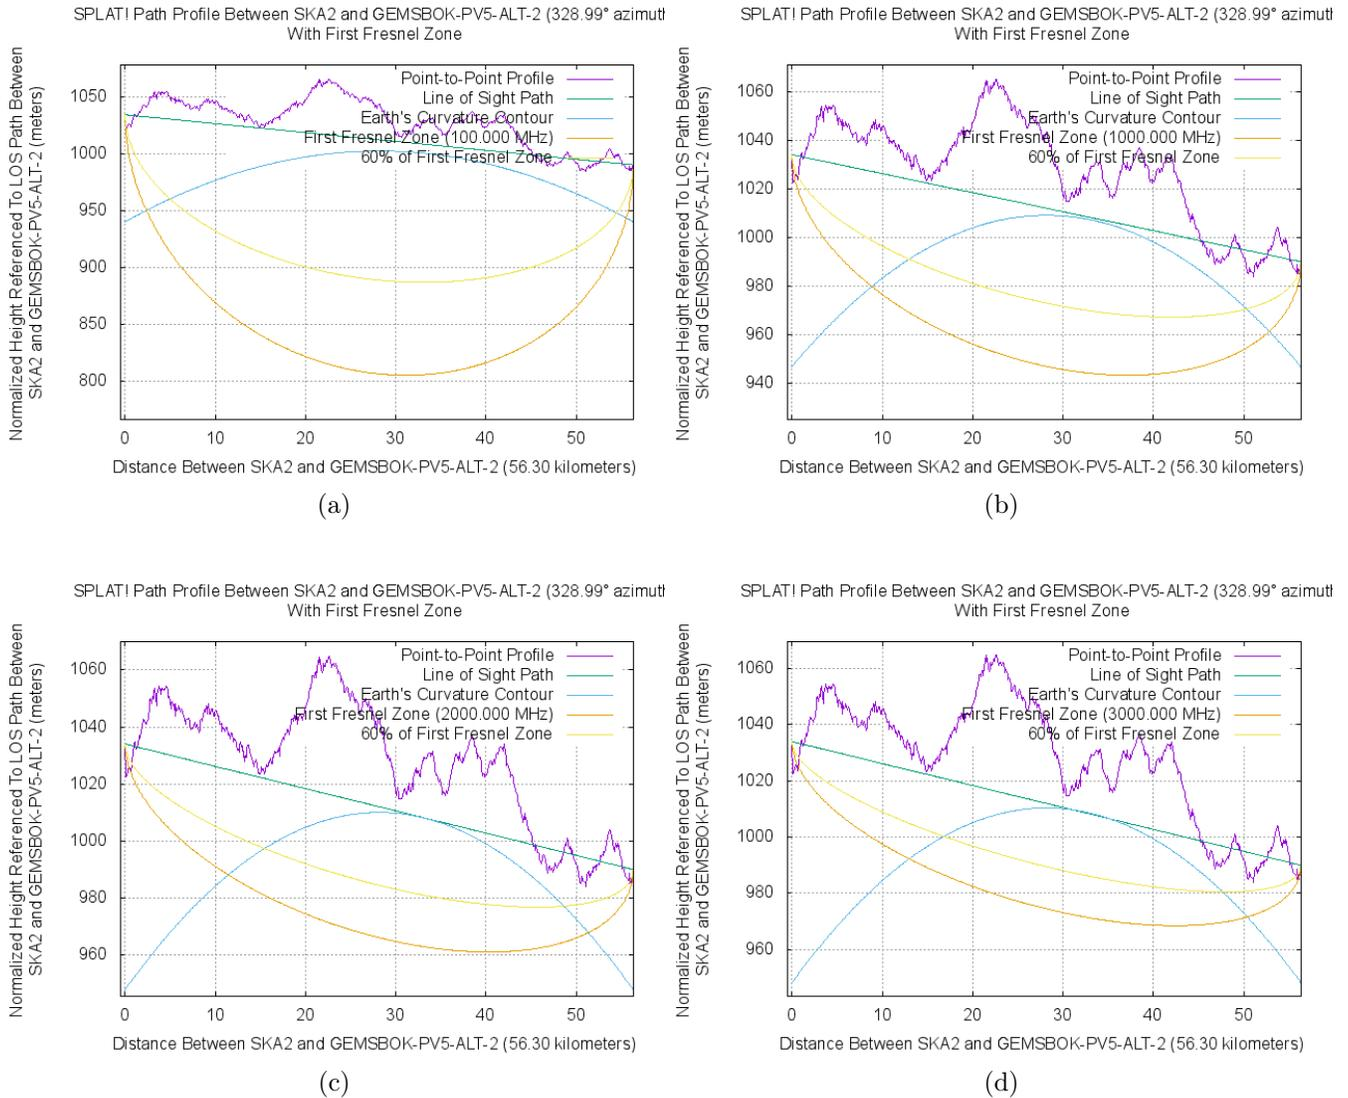 SPLAT! Path Profile Between SKA2 and GEMSBOK-PV5-ALT-2 (328.99° azimuth
With First Fresnel Zone
Normalized Height Referenced To LOS Path Between
SKA2 and GEMSBOK-PV5-ALT-2 (meters)
Point-to-Point Profile
Line of Sight Path
Earth's Curvature Contour
First Fresnel Zone (100.000 MHz)
60% of First Fresnel Zone
1050
1000
950
900
850
800
0 10 20 30 40 50
Distance Between SKA2 and GEMSBOK-PV5-ALT-2 (56.30 kilometers)
(a)
SPLAT! Path Profile Between SKA2 and GEMSBOK-PV5-ALT-2 (328.99° azimuth
With First Fresnel Zone
Normalized Height Referenced To LOS Path Between
SKA2 and GEMSBOK-PV5-ALT-2 (meters)
Point-to-Point Profile
Line of Sight Path
Earth's Curvature Contour
First Fresnel Zone (1000.000 MHz)
60% of First Fresnel Zone
1060
1040
1020
1000
980
960
940
0 10 20 30 40 50
Distance Between SKA2 and GEMSBOK-PV5-ALT-2 (56.30 kilometers)
(b)
SPLAT! Path Profile Between SKA2 and GEMSBOK-PV5-ALT-2 (328.99° azimuth
With First Fresnel Zone
Normalized Height Referenced To LOS Path Between
SKA2 and GEMSBOK-PV5-ALT-2 (meters)
Point-to-Point Profile
Line of Sight Path
Earth's Curvature Contour
First Fresnel Zone (2000.000 MHz)
60% of First Fresnel Zone
1060
1040
1020
1000
980
960
0 10 20 30 40 50
Distance Between SKA2 and GEMSBOK-PV5-ALT-2 (56.30 kilometers)
(c)
SPLAT! Path Profile Between SKA2 and GEMSBOK-PV5-ALT-2 (328.99° azimuth
With First Fresnel Zone
Normalized Height Referenced To LOS Path Between
SKA2 and GEMSBOK-PV5-ALT-2 (meters)
Point-to-Point Profile
Line of Sight Path
Earth's Curvature Contour
First Fresnel Zone (3000.000 MHz)
60% of First Fresnel Zone
1060
1040
1020
1000
980
960
0 10 20 30 40 50
Distance Between SKA2 and GEMSBOK-PV5-ALT-2 (56.30 kilometers)
(d)